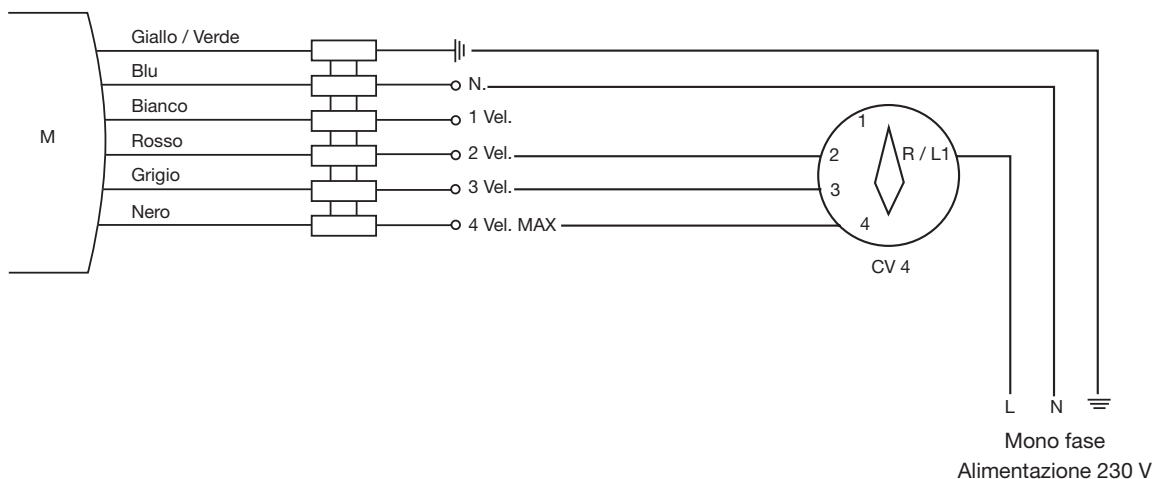 Giallo / Verde
Blu
N.
Bianco
1 Vel.
M
Rosso
2 Vel.
Grigio
3 Vel.
Nero
4 Vel. MAX
1
2
R / L1
3
4
CV 4
L
N
Mono fase
Alimentazione 230 V